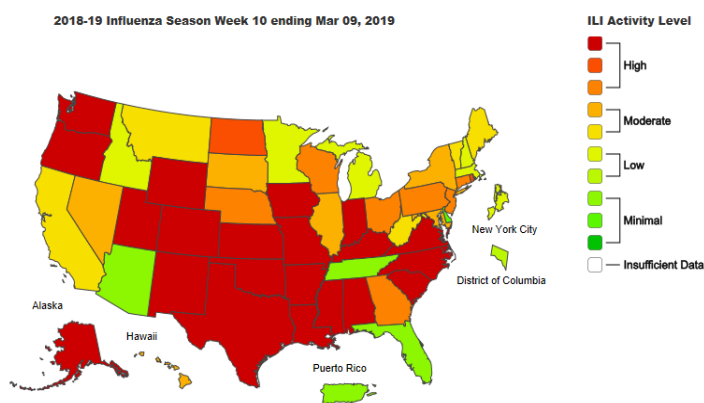 2018-19 Influenza Season Week 10 ending Mar 09, 2019
ILI Activity Level
High
Moderate
Low
Minimal
Insufficient Data
New York City
District of Columbia
Alaska
Hawaii
Puerto Rico